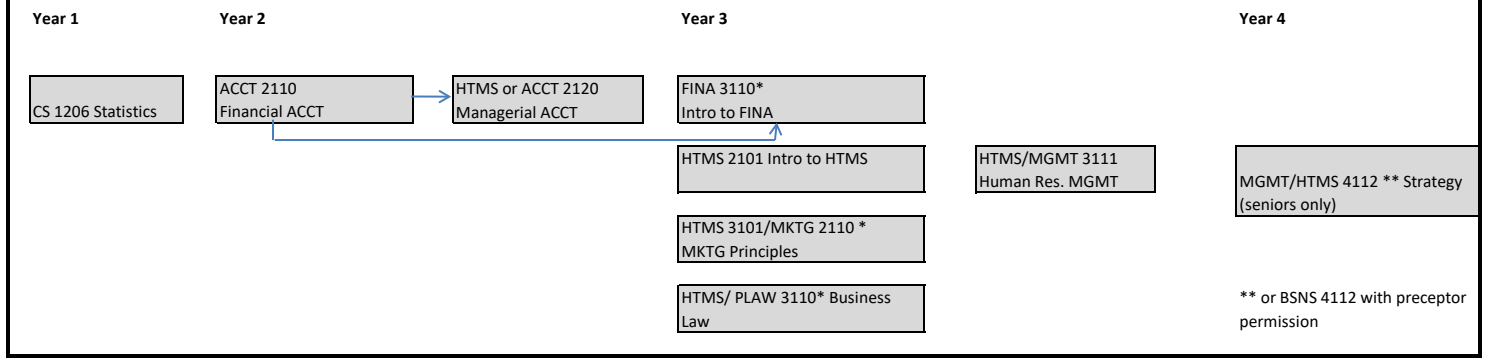 Year 1
Year 2
Year 3
Year 4
CS 1206 Statistics
ACCT 2110
Financial ACCT
HTMS or ACCT 2120
Managerial ACCT
FINA 3110*
Intro to FINA
HTMS 2101 Intro to HTMS
HTMS/MGMT 3111
Human Res. MGMT
MGMT/HTMS 4112 ** Strategy
(seniors only)
HTMS 3101/MKTG 2110 *
MKTG Principles
HTMS/ PLAW 3110* Business
Law
** or BSNS 4112 with preceptor
permission